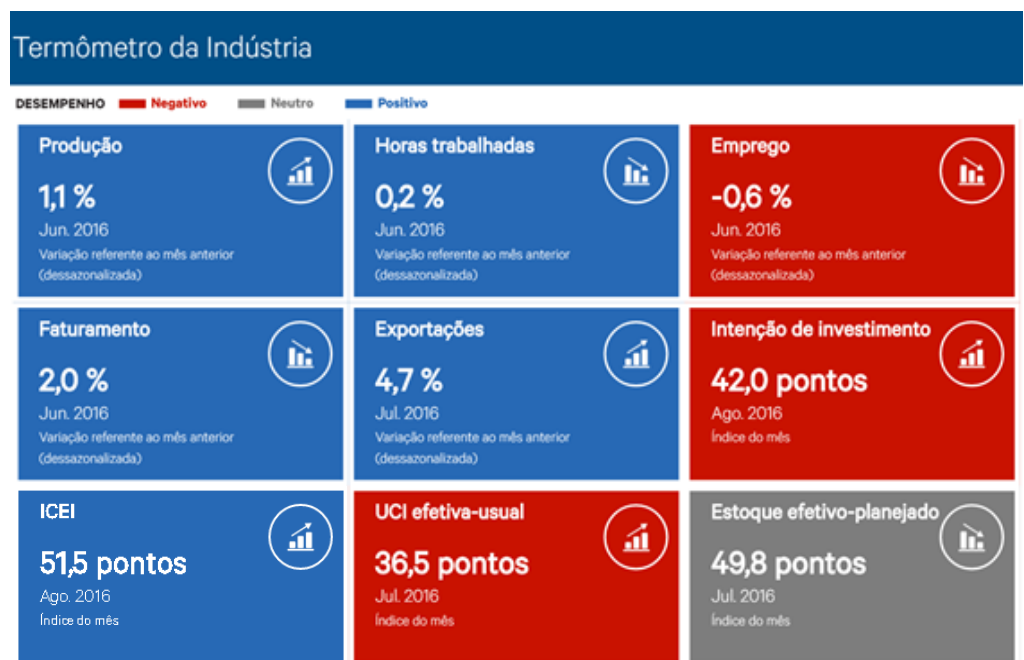 Termômetro da Indústria
DESEMPENHO Negativo Neutro Positivo
Produção
1,1 %
Jun. 2016
Variação referente ao mês anterior
(dessazonalizada)
Horas trabalhadas
0,2 %
Jun. 2016
Variação referente ao mês anterior
(dessazonalizada)
Emprego
-0,6 %
Jun. 2016
Variação referente ao mês anterior
(dessazonalizada)
Faturamento
2,0 %
Jun. 2016
Variação referente ao mês anterior
(dessazonalizada)
Exportações
4,7 %
Jul. 2016
Variação referente ao mês anterior
(dessazonalizada)
Intenção de investimento
42,0 pontos
Ago. 2016
Índice do mês
ICEI
51,5 pontos
Ago. 2016
Índice do mês
UCI efetiva-usual
36,5 pontos
Jul. 2016
Índice do mês
Estoque efetivo-planejado
49,8 pontos
Jul. 2016
Índice do mês